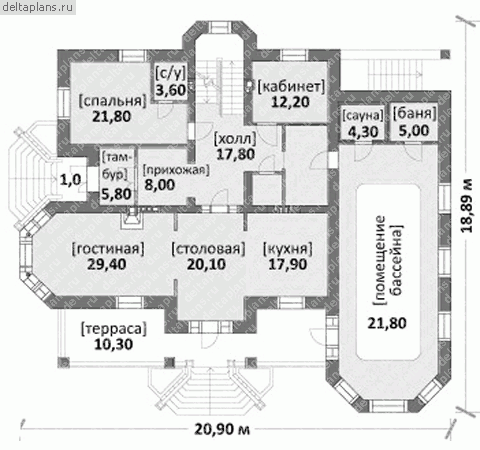 deltaplans.ru
[с/у]
3,60
[спальня]
21,80
[кабинет]
12,20
[холл]
17,80
[сауна]
4,30
[баня]
5,00
1,0
[там-
бур]
5,80
[прихожая]
8,00
[гостиная]
29,40
[столовая]
20,10
[кухня]
17,90
[помещение
бассейна]
21,80
[терраса]
10,30
18,89 м
20,90 м